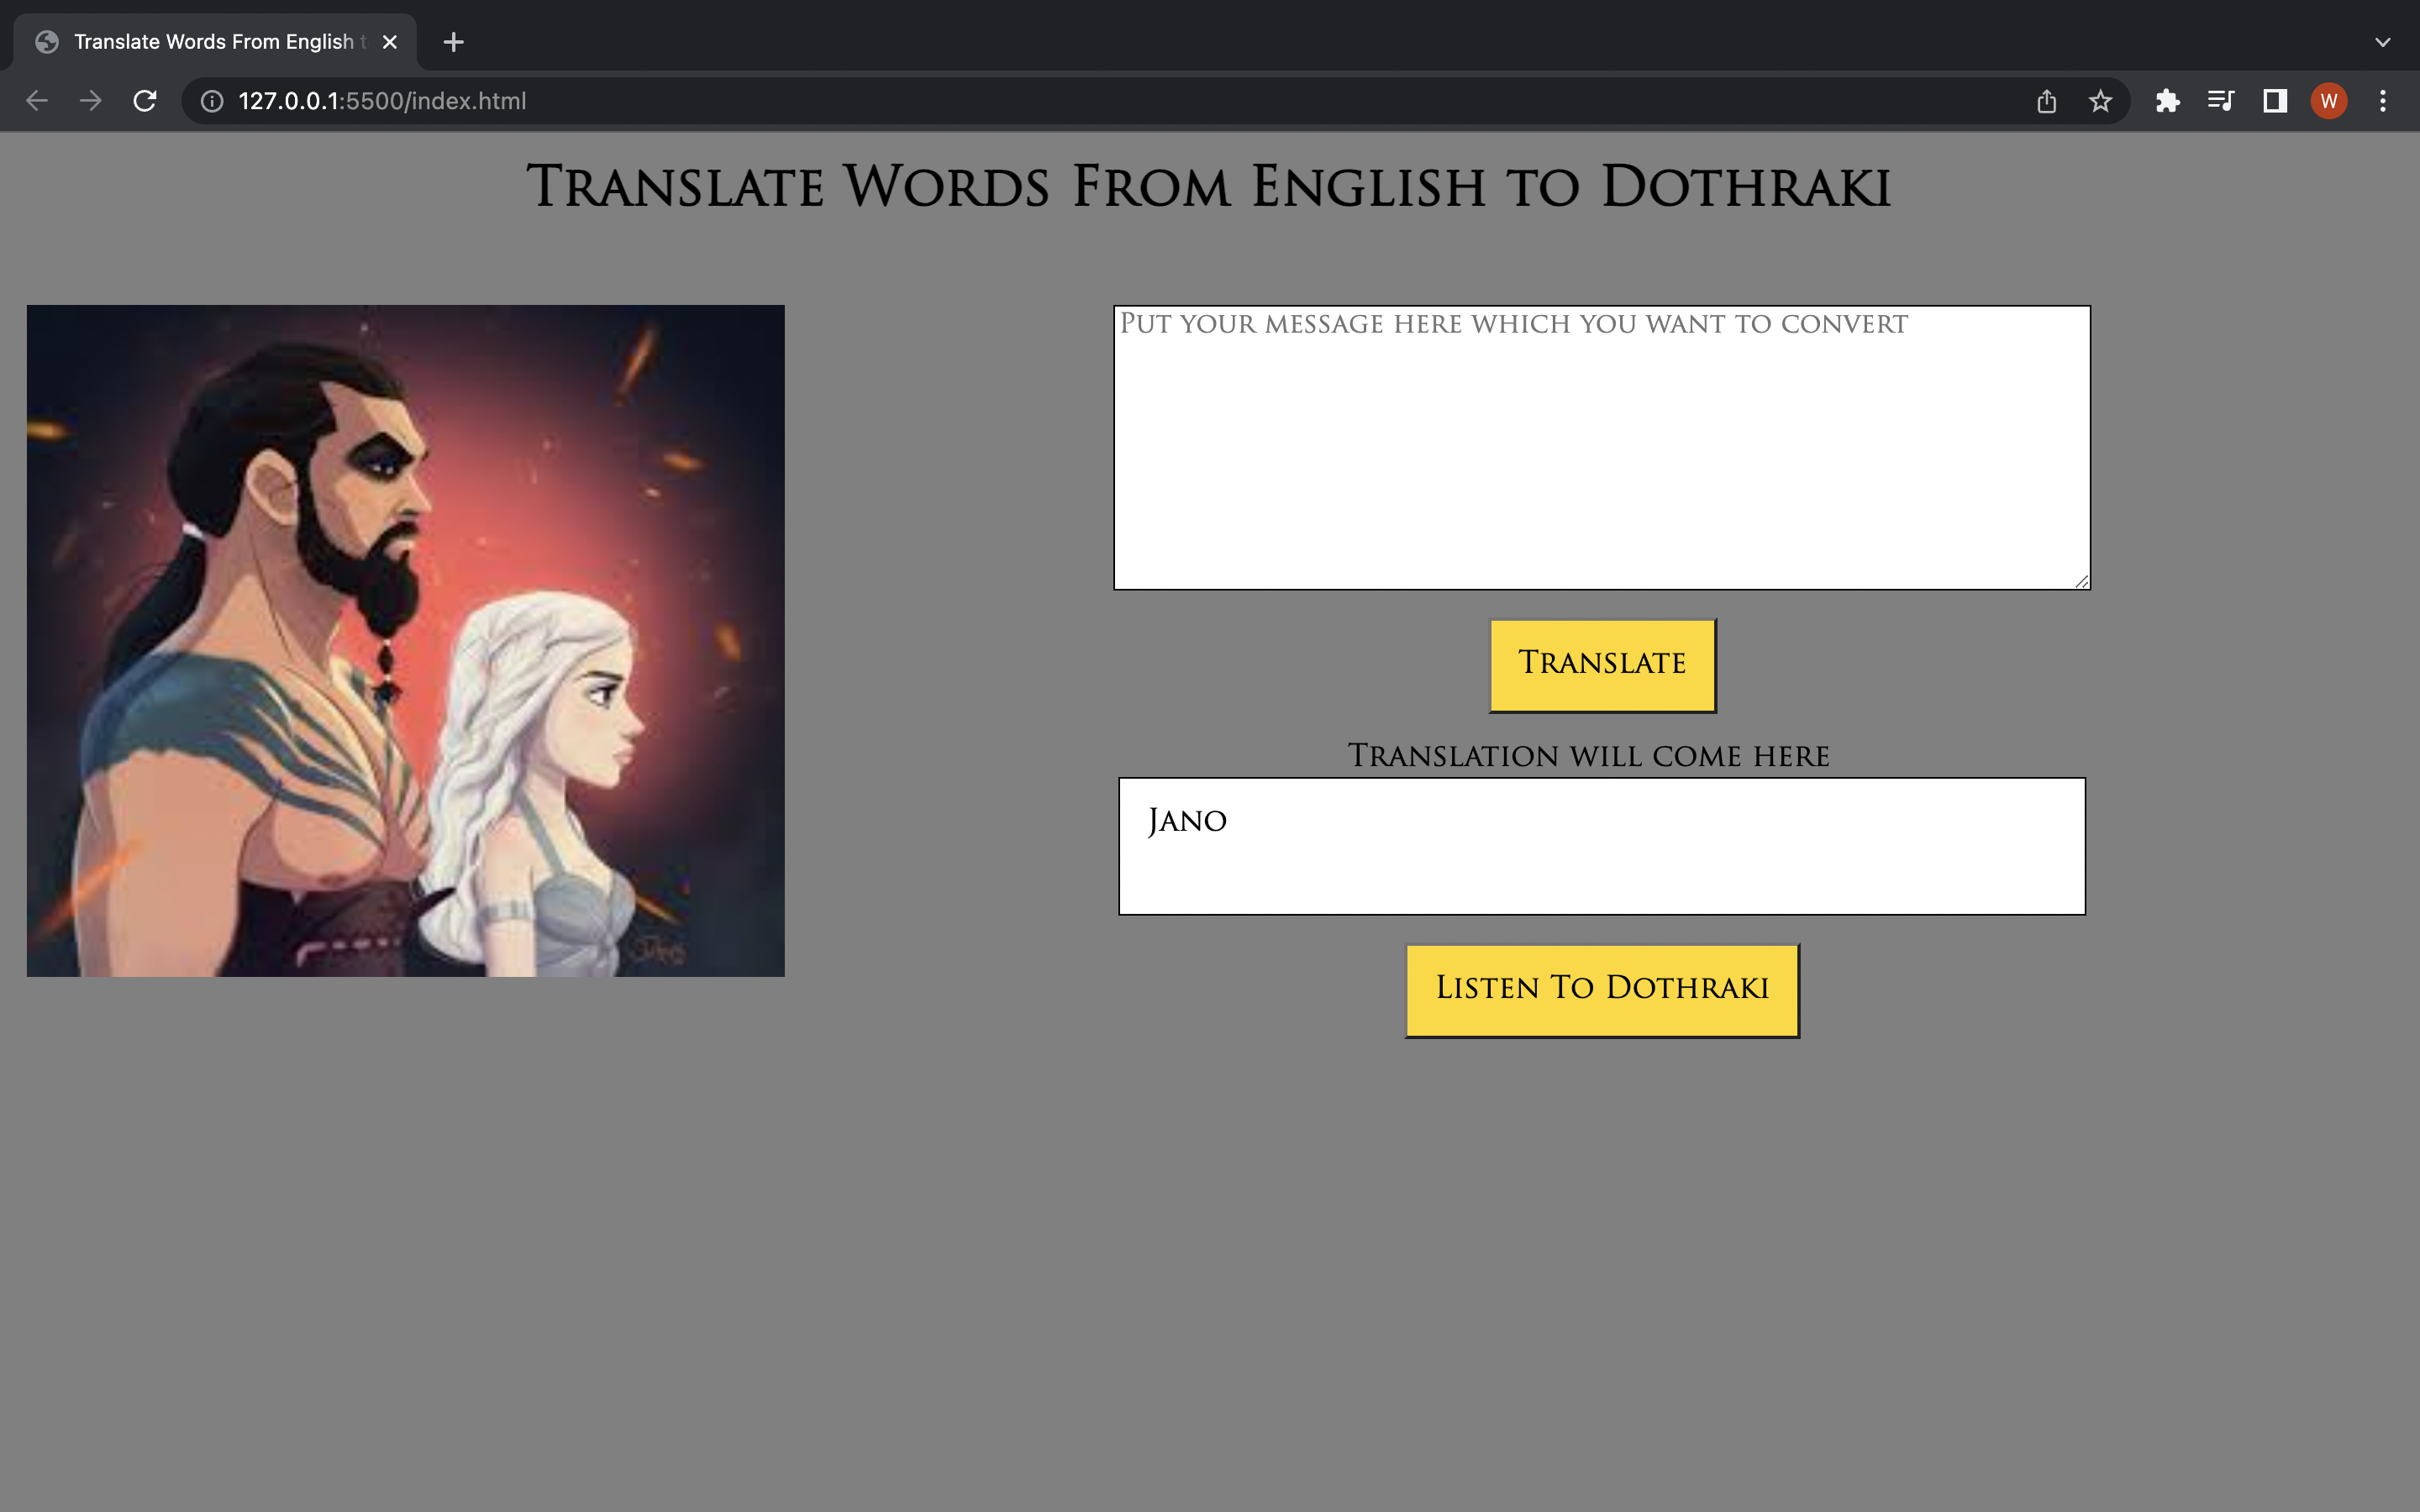 Translate Words From English t
127.0.0.1:5500/index.html
W
Translate Words From English to Dothraki
Put your message here which you want to convert
Translate
Translation will come here
Jano
Listen To Dothraki